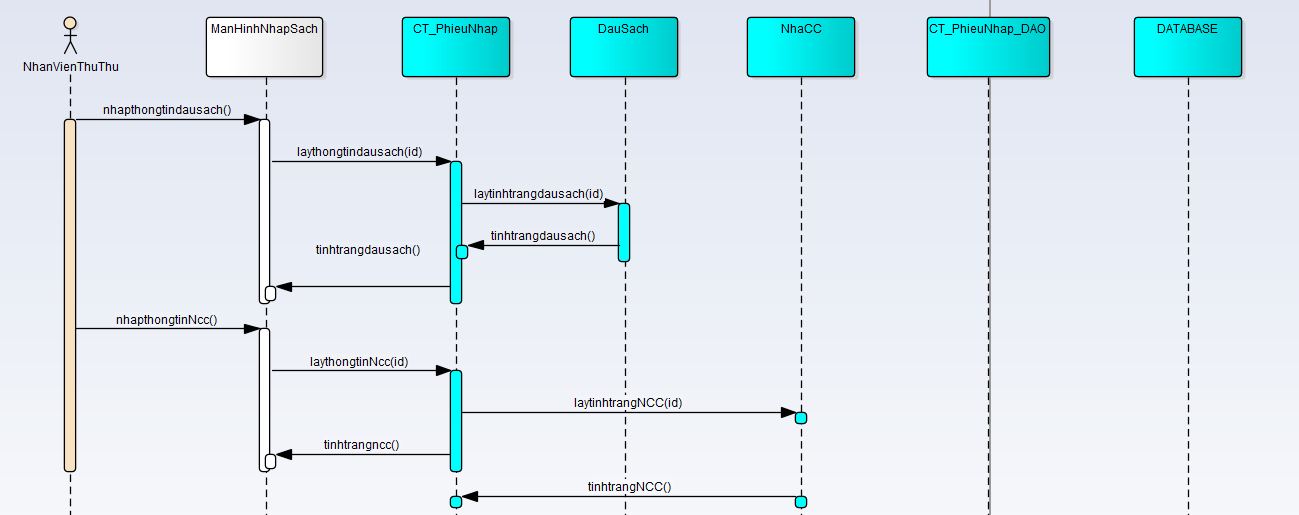 NhanVienThuThu
ManHinhNhapSach
CT_PhieuNhap
DauSach
NhaCC
CT_PhieuNhap_DAO
DATABASE
nhapthongtindausach()
laythongtindausach(id)
laytinhtrangdausach(id)
tinhtrangdausach()
tinhtrangdausach()
nhapthongtinNcc()
laythongtinNcc(id)
laytinhtrangNCC(id)
tinhtrangncc()
tinhtrangNCC()